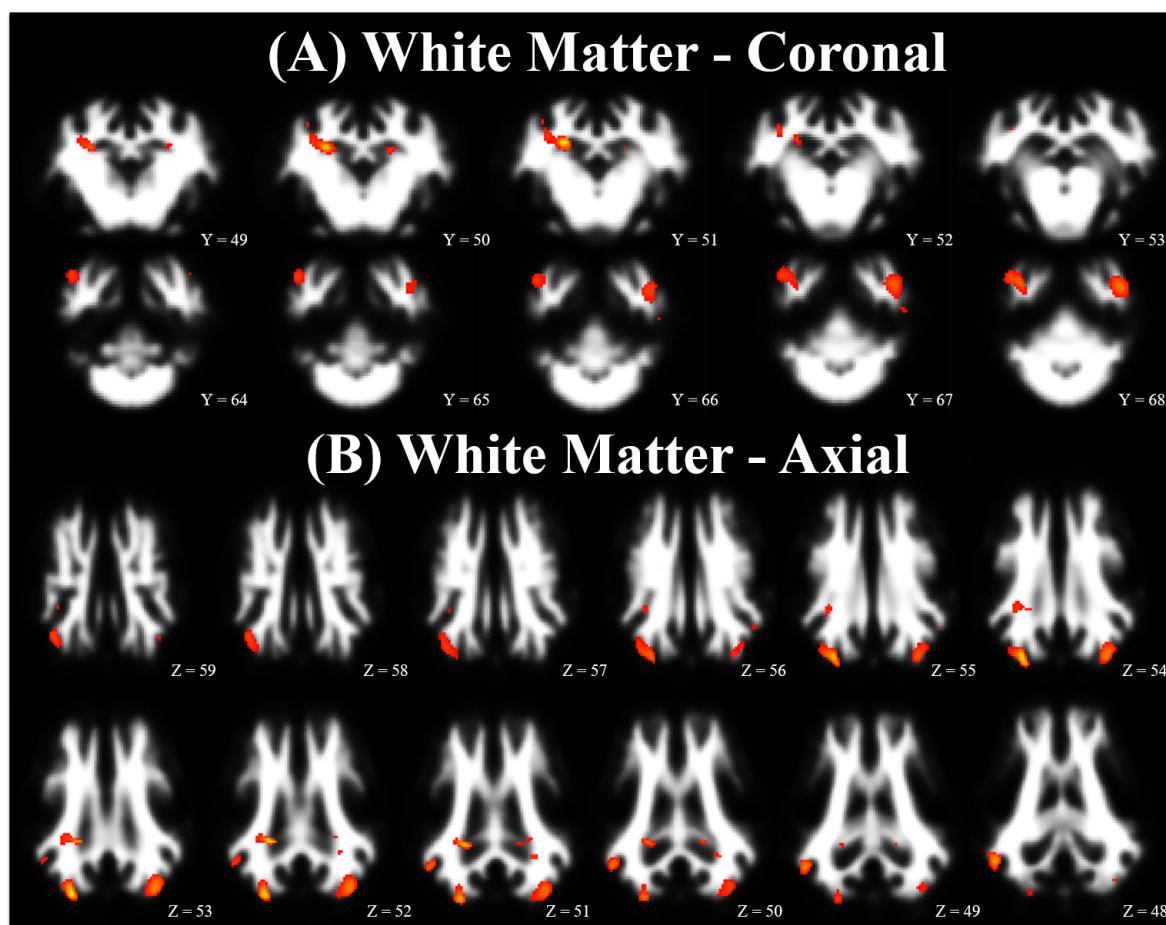 (A) White Matter - Coronal
Y = 49 Y = 50 Y = 51 Y = 52 Y = 53
Y = 64 Y = 65 Y = 66 Y = 67 Y = 68
(B) White Matter - Axial
Z = 59 Z = 58 Z = 57 Z = 56 Z = 55 Z = 54
Z = 53 Z = 52 Z = 51 Z = 50 Z = 49 Z = 48